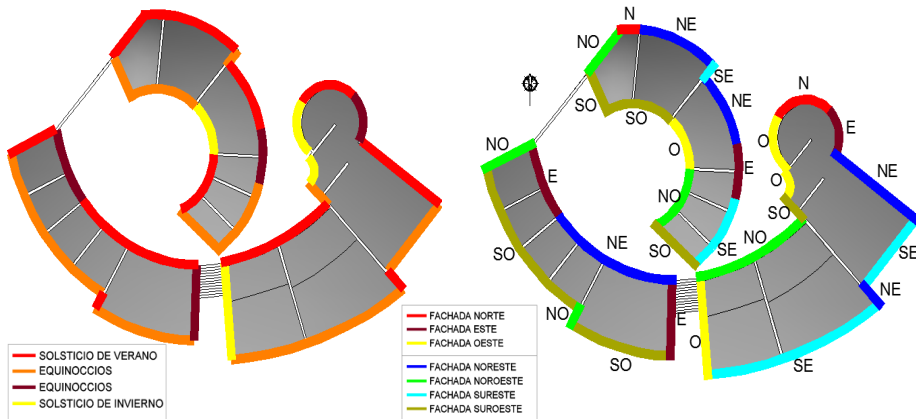 SOLSTICIO DE VERANO
EQUINOCCIOS
EQUINOCCIOS
SOLSTICIO DE INVIERNO
N
NE
NO
SE
SO
SO
NE
N
O
E
E
O
NO
E
NO
O
NE
SO
SO
NO
SE
SE
SO
NE
NE
NO
E
O
SO
SE
FACHADA NORTE
FACHADA ESTE
FACHADA OESTE
FACHADA NORESTE
FACHADA NOROESTE
FACHADA SURESTE
FACHADA SUROESTE